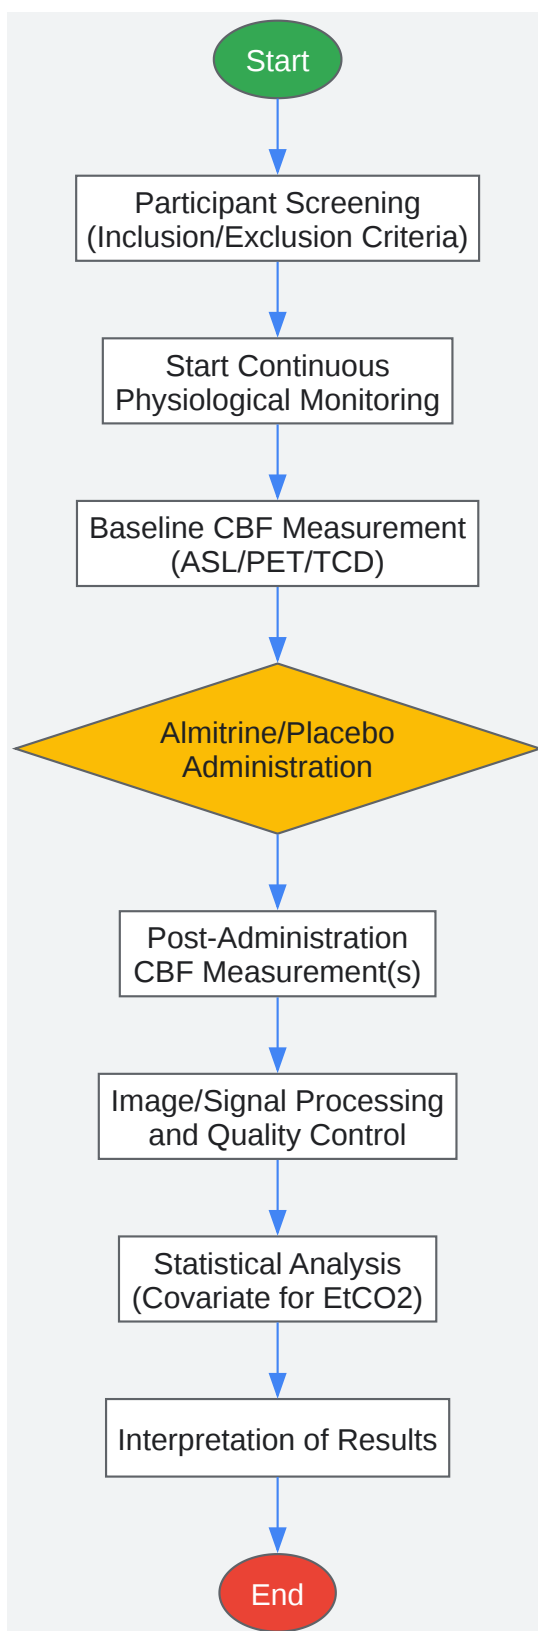 Start
Participant Screening
(Inclusion/Exclusion Criteria)
Start Continuous
Physiological Monitoring
Baseline CBF Measurement
(ASL/PET/TCD)
Almitrine/Placebo
Administration
Post-Administration
CBF Measurement(s)
Image/Signal Processing
and Quality Control
Statistical Analysis
(Covariate for EtCO2)
Interpretation of Results
End